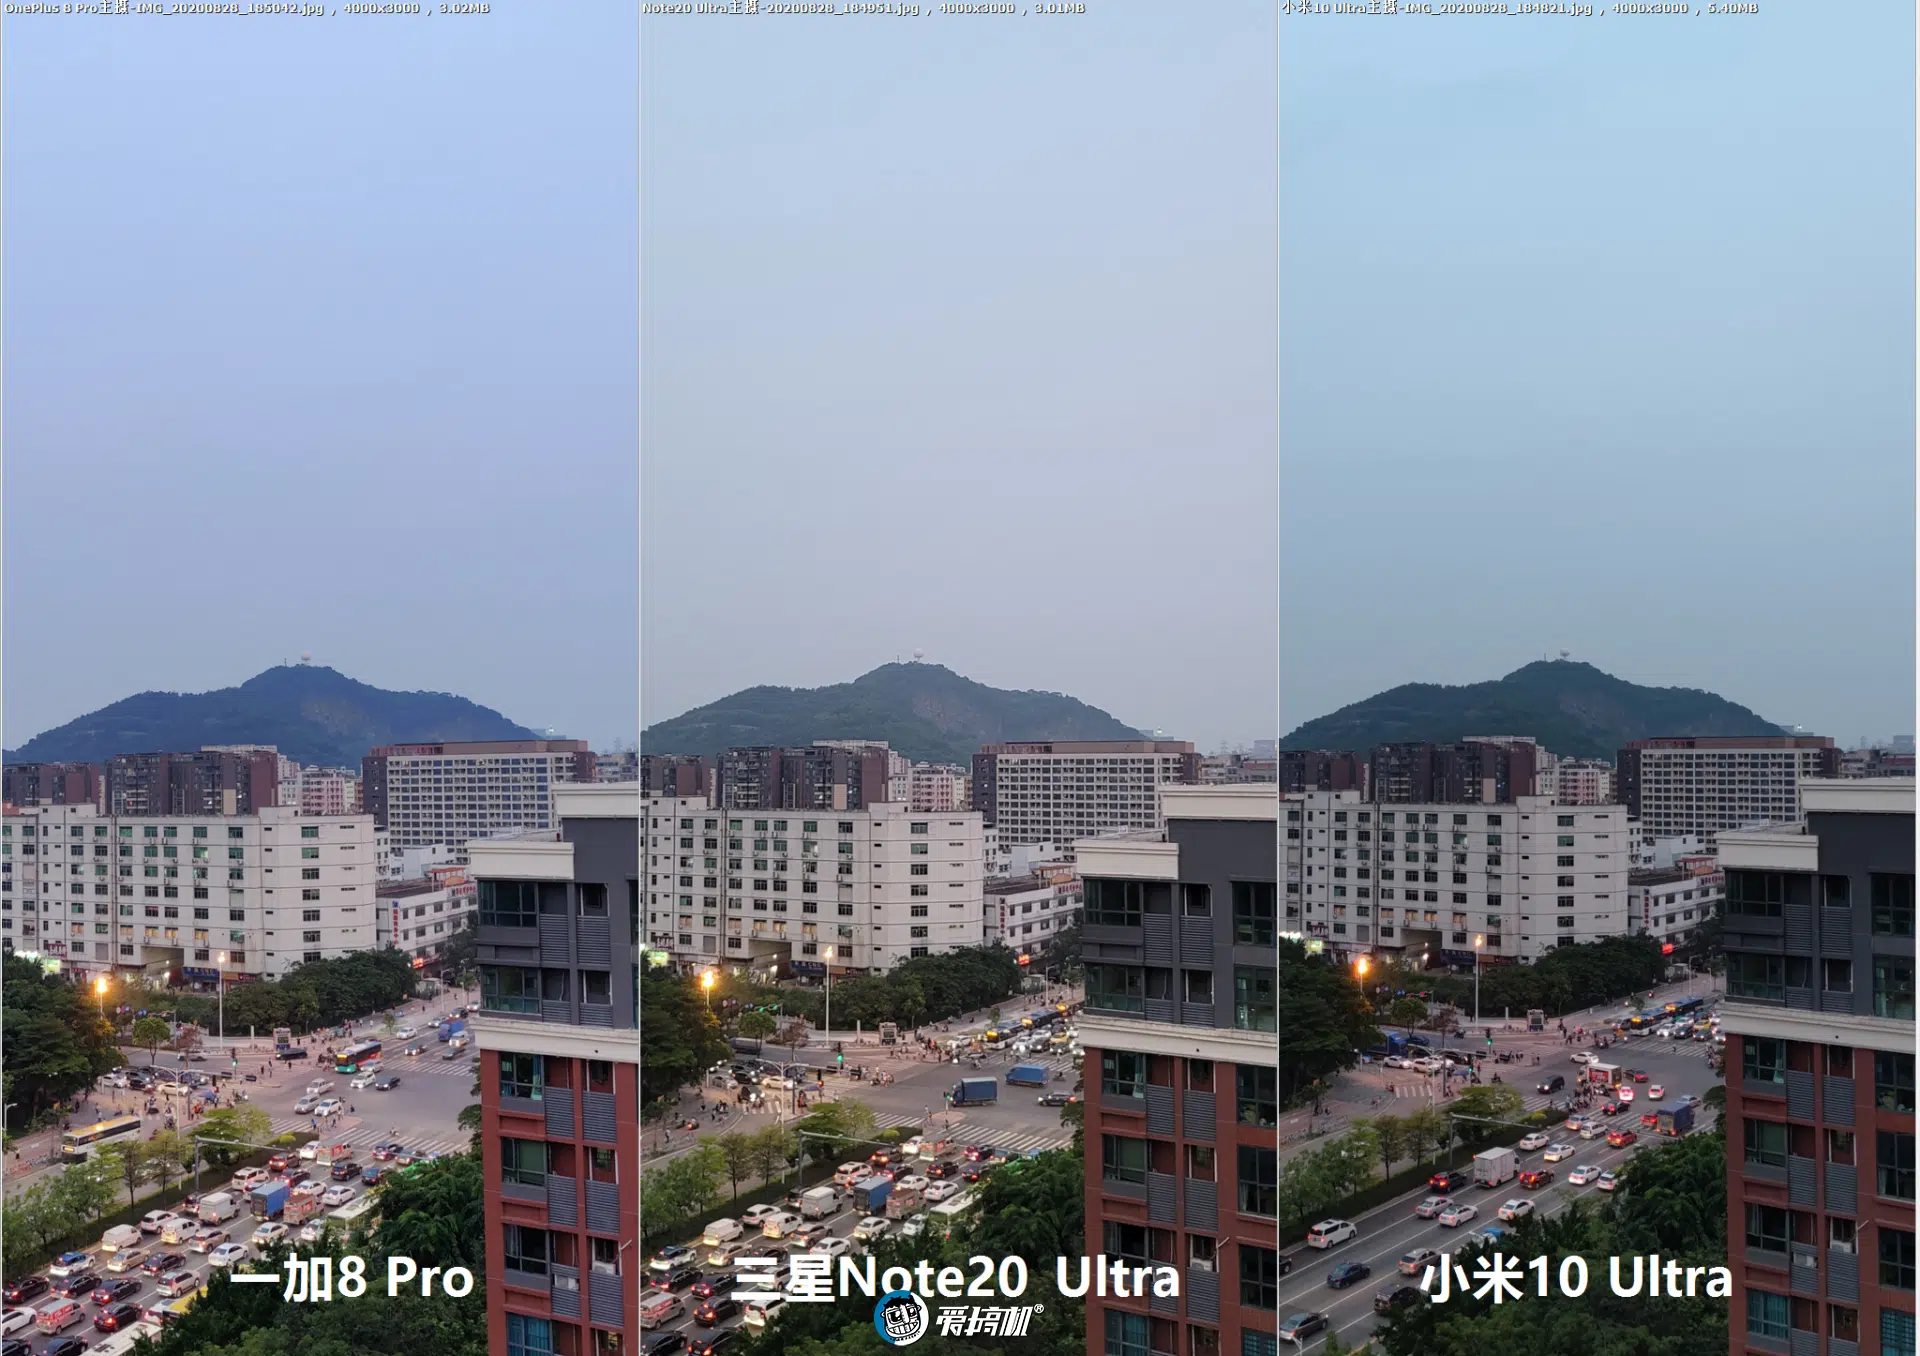 OnePlus 8 Pro主摄-IMG_20200828_185042.jpg , 4000x3000 , 3.02MB
Note20 Ultra主摄-20200828_184951.jpg , 4000x3000 , 3.01MB
小米10 Ultra主摄-IMG_20200828_184821.jpg , 4000x3000 , 5.40MB
一加8 Pro
三星Note20 Ultra
小米10 Ultra
爱搞机®